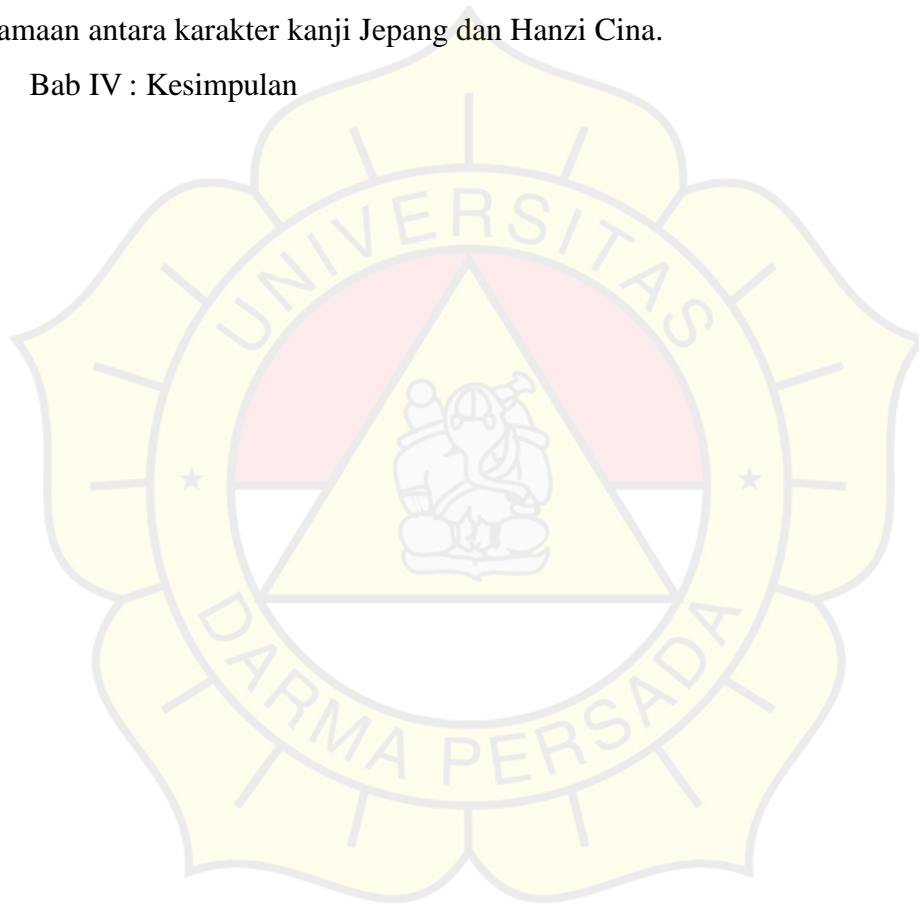 amaan antara karakter kanji Jepang dan Hanzi Cina.
Bab IV : Kesimpulan
UNIVERSITAS
DARMA PERSADA